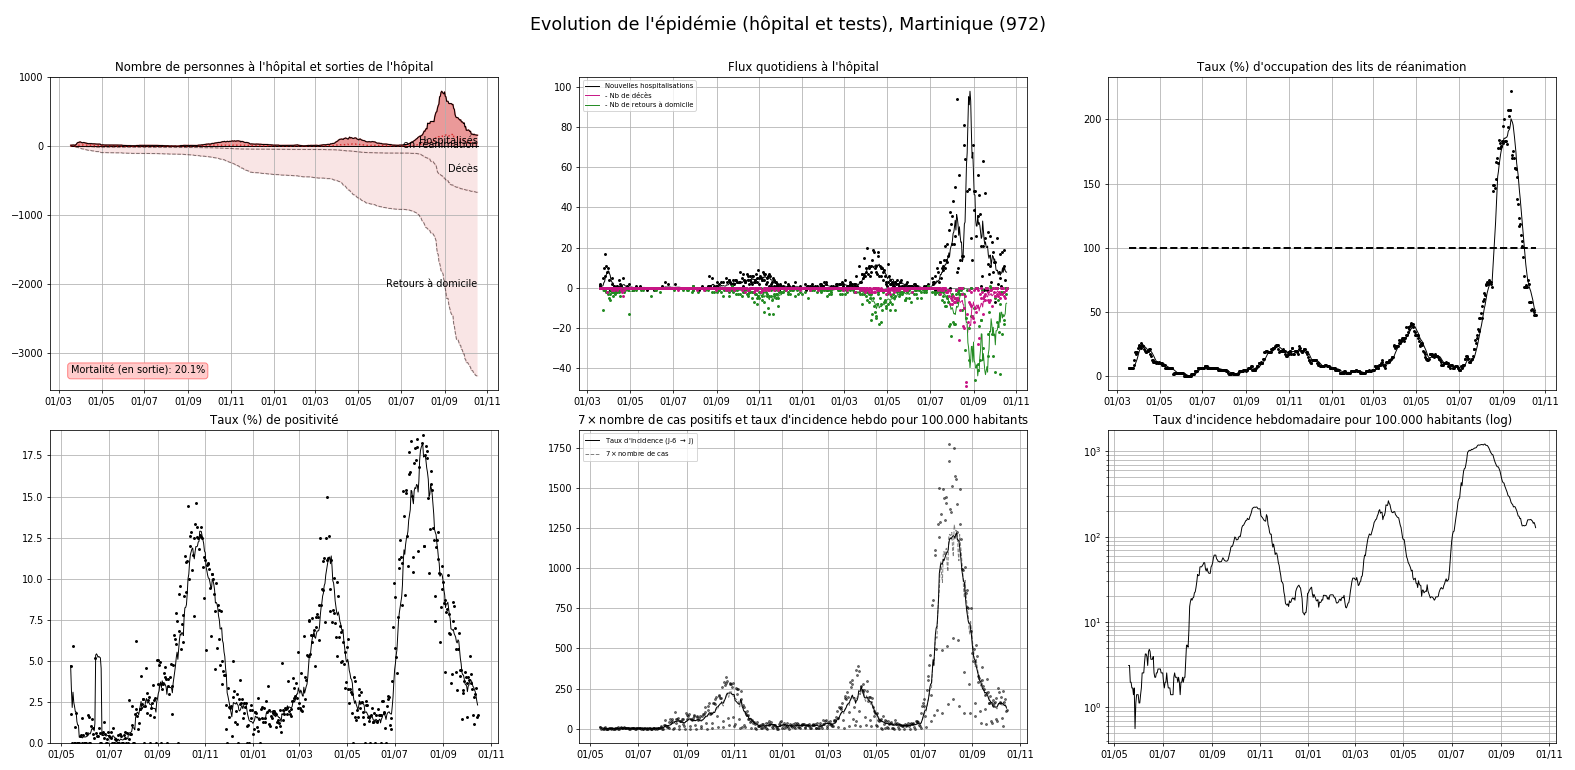 Evolution de l'épidémie (hôpital et tests), Martinique (972)
Nombre de personnes à l'hôpital et sorties de l'hôpital
1000
0
−1000
−2000
−3000
Hospitalisés
en réanimation
Décès
Retours à domicile
Mortalité (en sortie): 20.1%
01/03 01/05 01/07 01/09 01/11 01/01 01/03 01/05 01/07 01/09 01/11
Flux quotidiens à l'hôpital
Nouvelles hospitalisations
- Nb de décès
- Nb de retours à domicile
100
80
60
40
20
0
−20
−40
01/03 01/05 01/07 01/09 01/11 01/01 01/03 01/05 01/07 01/09 01/11
Taux (%) d'occupation des lits de réanimation
200
150
100
50
0
01/03 01/05 01/07 01/09 01/11 01/01 01/03 01/05 01/07 01/09 01/11
Taux (%) de positivité
17.5
15.0
12.5
10.0
7.5
5.0
2.5
0.0
01/05 01/07 01/09 01/11 01/01 01/03 01/05 01/07 01/09 01/11
7 × nombre de cas positifs et taux d'incidence hebdo pour 100.000 habitants
Taux d'incidence (J-6 → J)
7 × nombre de cas
1750
1500
1250
1000
750
500
250
0
01/05 01/07 01/09 01/11 01/01 01/03 01/05 01/07 01/09 01/11
Taux d'incidence hebdomadaire pour 100.000 habitants (log)
10³
10²
10¹
10⁰
01/05 01/07 01/09 01/11 01/01 01/03 01/05 01/07 01/09 01/11